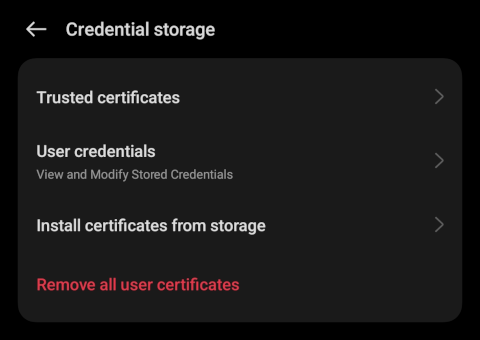 Credential storage
Trusted certificates
User credentials
View and Modify Stored Credentials
Install certificates from storage
Remove all user certificates